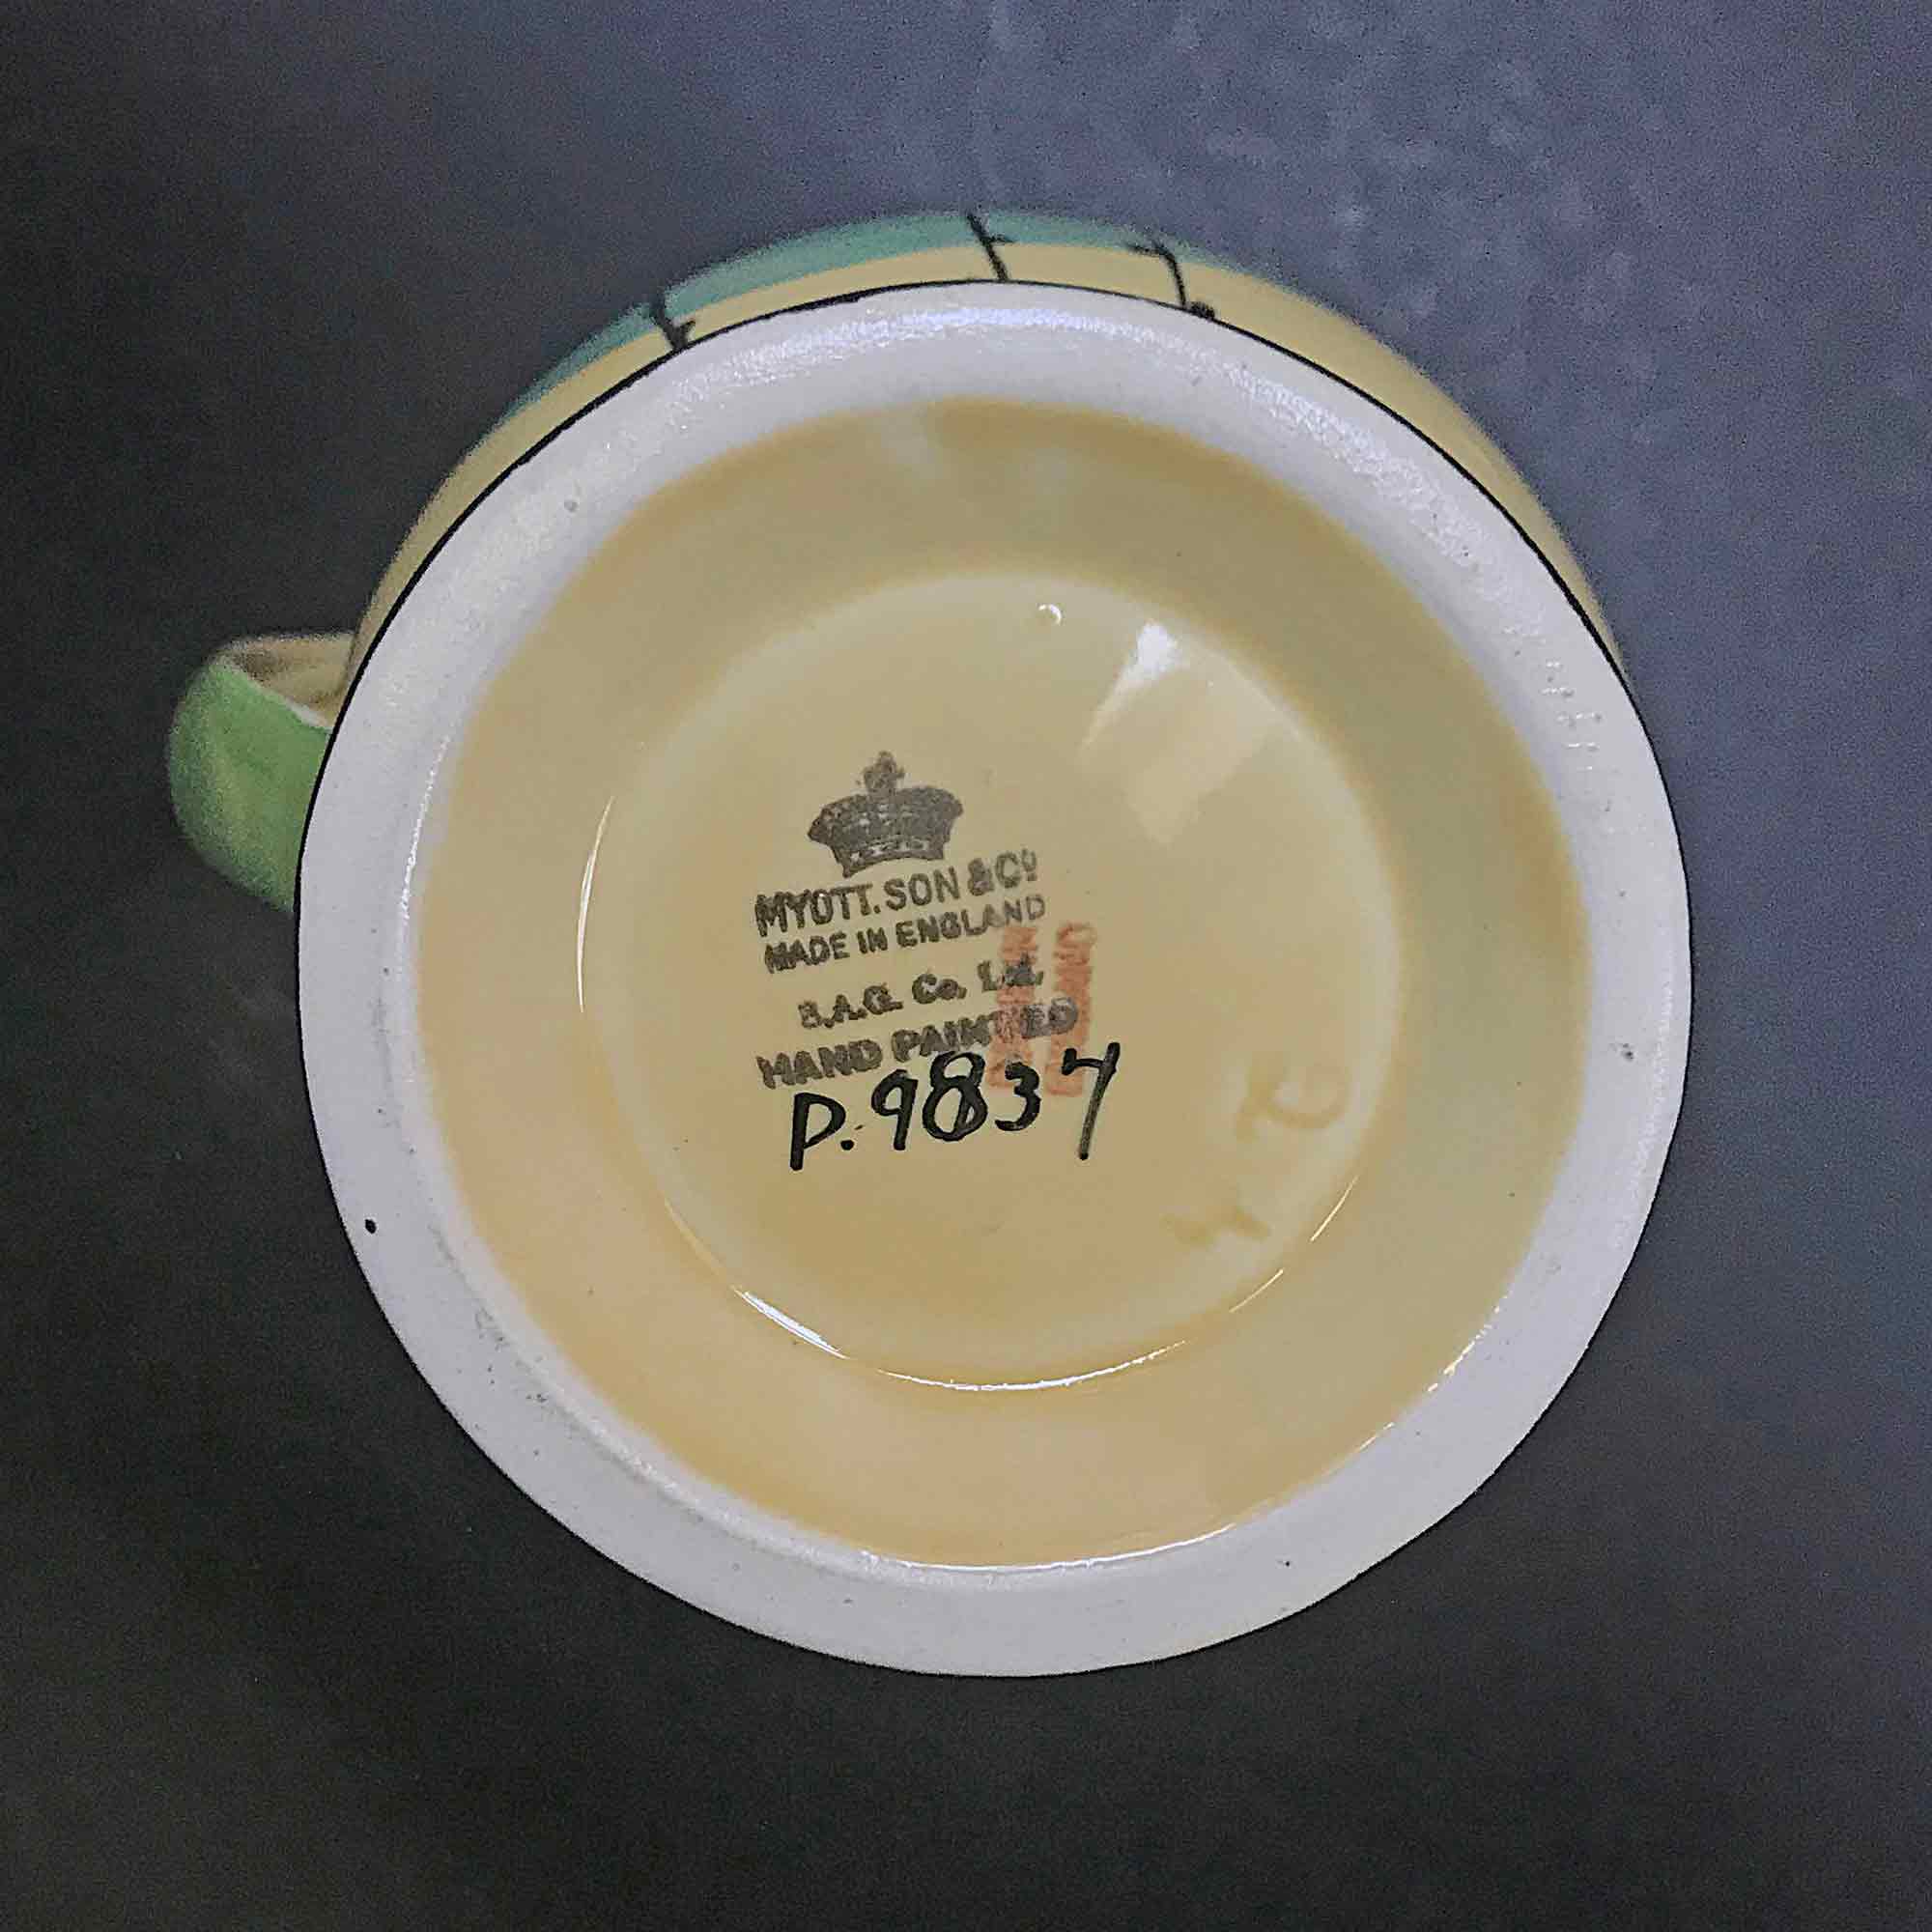 MYOTT. SON & Cº
MADE IN ENGLAND
B.A.G. Co. Ltd.
HAND PAINTED
P.9837